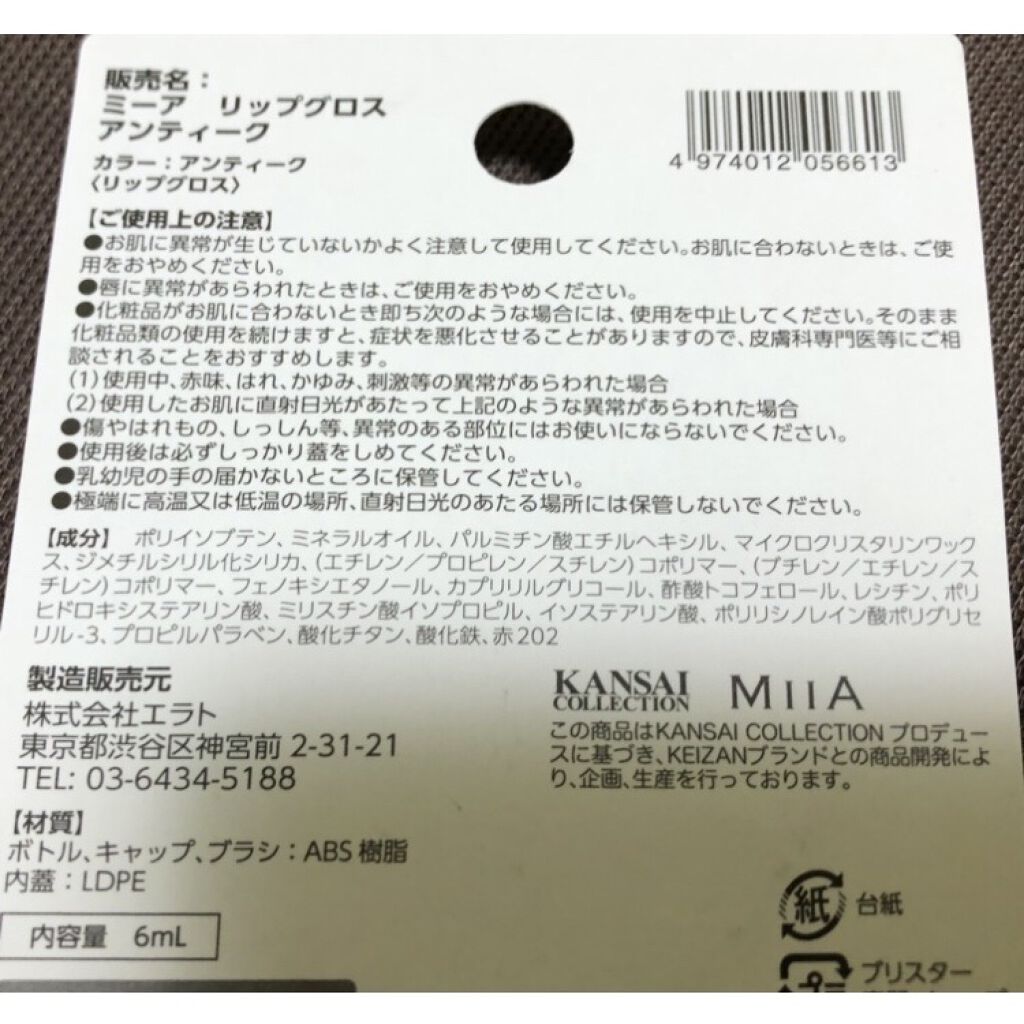 販売名：
ミーア　リップグロス
アンティーク
カラー：アンティーク
〈リップグロス〉
4 974012 056613
【ご使用上の注意】
●お肌に異常が生じていないかよく注意して使用してください。お肌に合わないときは、ご使
用をおやめください。
●唇に異常があらわれたときは、ご使用をおやめください。
●化粧品がお肌に合わないとき即ち次のような場合には、使用を中止してください。そのまま
化粧品類の使用を続けますと、症状を悪化させることがありますので、皮膚科専門医等にご相
談されることをおすすめします。
(1)使用中、赤味、はれ、かゆみ、刺激等の異常があらわれた場合
(2)使用したお肌に直射日光があたって上記のような異常があらわれた場合
●傷やはれもの、しっしん等、異常のある部位にはお使いにならないでください。
●使用後は必ずしっかり蓋をしめてください。
●乳幼児の手の届かないところに保管してください。
●極端に高温又は低温の場所、直射日光のあたる場所には保管しないでください。
【成分】 ポリイソブテン、ミネラルオイル、パルミチン酸エチルヘキシル、マイクロクリスタリンワック
ス、ジメチルシリル化シリカ、（エチレン／プロピレン／スチレン）コポリマー、（ブチレン／エチレン／ス
チレン）コポリマー、フェノキシエタノール、カプリリルグリコール、酢酸トコフェロール、レシチン、ポリ
ヒドロキシステアリン酸、ミリスチン酸イソプロピル、イソステアリン酸、ポリリシノレイン酸ポリグリセ
リル-3、プロピルパラベン、酸化チタン、酸化鉄、赤202
製造販売元
株式会社エラト
東京都渋谷区神宮前 2-31-21
TEL: 03-6434-5188
KANSAI
COLLECTION
MIIA
この商品はKANSAI COLLECTION プロデュー
スに基づき、KEIZANブランドとの商品開発によ
り、企画、生産を行っております。
【材質】
ボトル、キャップ、ブラシ：ABS 樹脂
内蓋：LDPE
内容量　6mL
紙 台紙
プ ブリスター